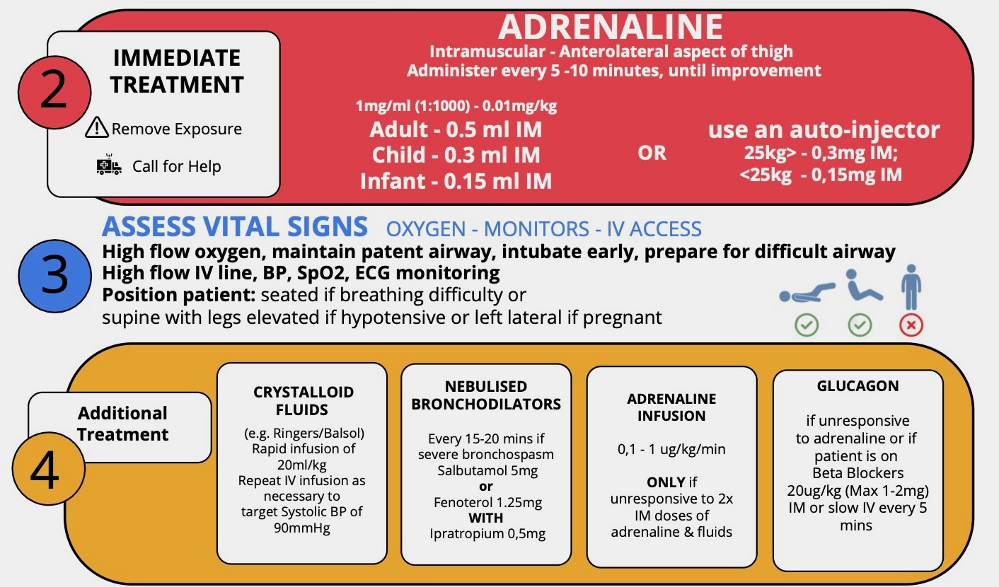 2
IMMEDIATE
TREATMENT
Remove Exposure
Call for Help
ADRENALINE
Intramuscular - Anterolateral aspect of thigh
Administer every 5 -10 minutes, until improvement
1mg/ml (1:1000) - 0.01mg/kg
Adult - 0.5 ml IM
Child - 0.3 ml IM
Infant - 0.15 ml IM
OR
use an auto-injector
25kg> - 0,3mg IM;
<25kg - 0,15mg IM
3
ASSESS VITAL SIGNS OXYGEN - MONITORS - IV ACCESS
High flow oxygen, maintain patent airway, intubate early, prepare for difficult airway
High flow IV line, BP, SpO2, ECG monitoring
Position patient: seated if breathing difficulty or
supine with legs elevated if hypotensive or left lateral if pregnant
4
Additional
Treatment
CRYSTALLOID
FLUIDS
(e.g. Ringers/Balsol)
Rapid infusion of
20ml/kg
Repeat IV infusion as
necessary to
target Systolic BP of
90mmHg
NEBULISED
BRONCHODILATORS
Every 15-20 mins if
severe bronchospasm
Salbutamol 5mg
or
Fenoterol 1.25mg
WITH
Ipratropium 0,5mg
ADRENALINE
INFUSION
0,1 - 1 ug/kg/min
ONLY if
unresponsive to 2x
IM doses of
adrenaline & fluids
GLUCAGON
if unresponsive
to adrenaline or if
patient is on
Beta Blockers
20ug/kg (Max 1-2mg)
IM or slow IV every 5
mins